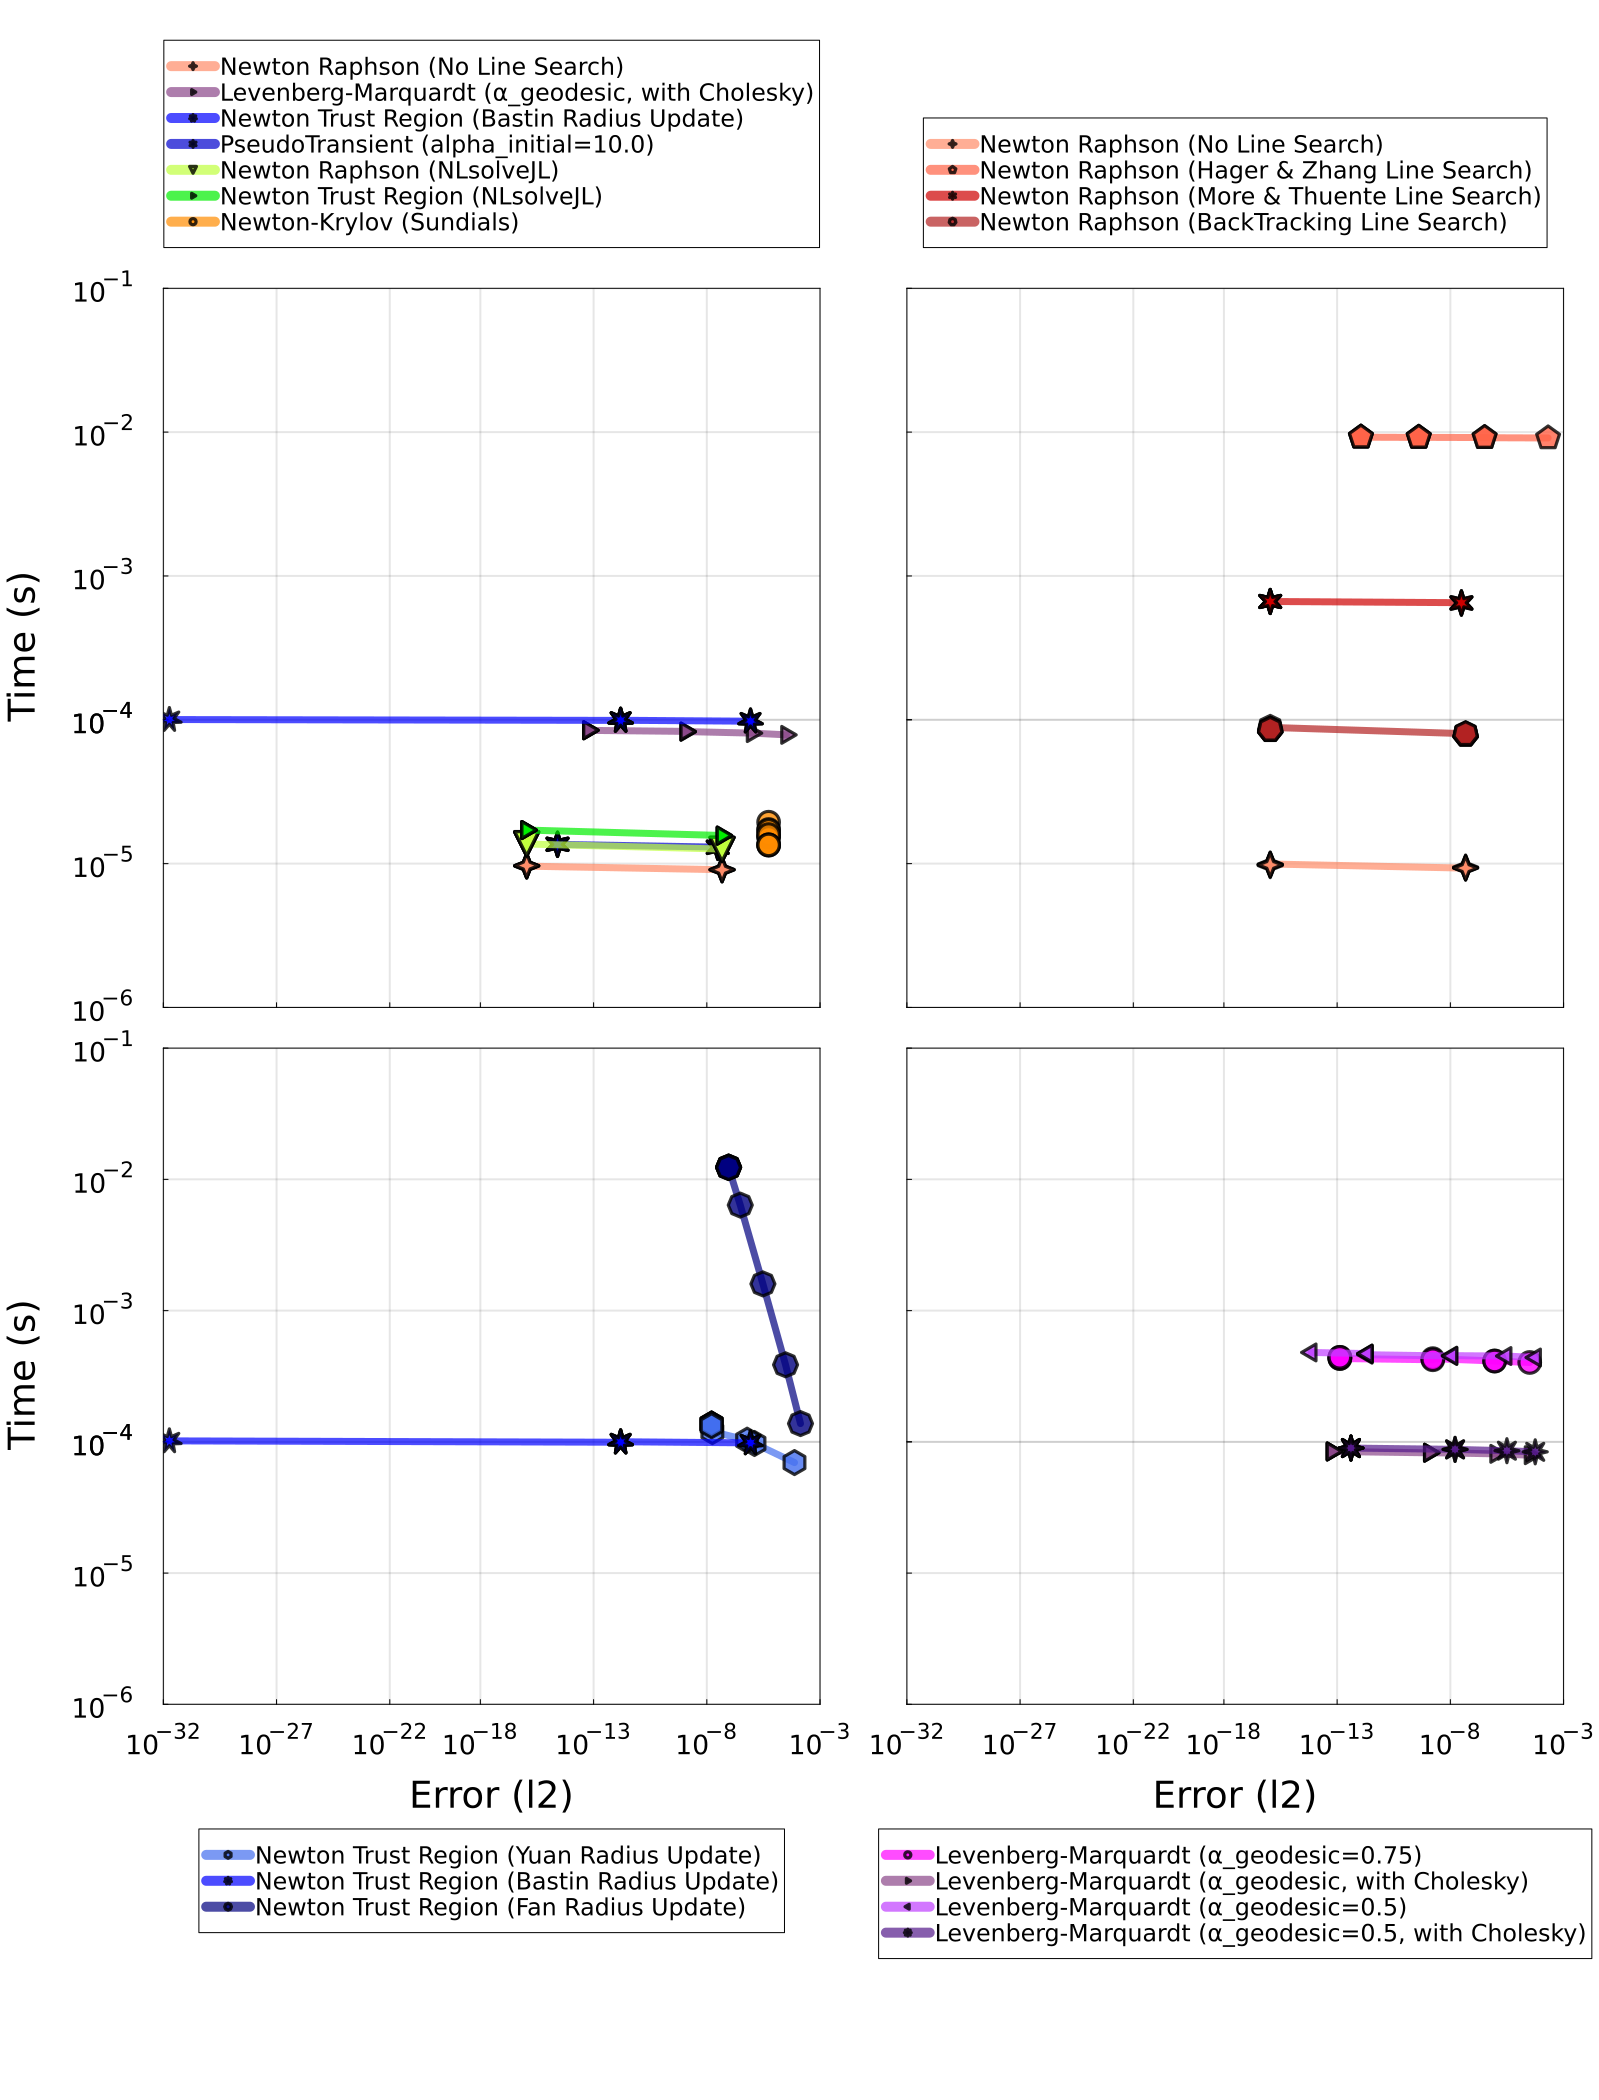 Newton Raphson (No Line Search)
Levenberg-Marquardt (α_geodesic, with Cholesky)
Newton Trust Region (Bastin Radius Update)
PseudoTransient (alpha_initial=10.0)
Newton Raphson (NLsolveJL)
Newton Trust Region (NLsolveJL)
Newton-Krylov (Sundials)
Newton Raphson (No Line Search)
Newton Raphson (Hager & Zhang Line Search)
Newton Raphson (More & Thuente Line Search)
Newton Raphson (BackTracking Line Search)
Time (s)
10⁻¹
10⁻²
10⁻³
10⁻⁴
10⁻⁵
10⁻⁶
Time (s)
10⁻¹
10⁻²
10⁻³
10⁻⁴
10⁻⁵
10⁻⁶
10⁻³² 10⁻²⁷ 10⁻²² 10⁻¹⁸ 10⁻¹³ 10⁻⁸ 10⁻³
Error (l2)
10⁻³² 10⁻²⁷ 10⁻²² 10⁻¹⁸ 10⁻¹³ 10⁻⁸ 10⁻³
Error (l2)
Newton Trust Region (Yuan Radius Update)
Newton Trust Region (Bastin Radius Update)
Newton Trust Region (Fan Radius Update)
Levenberg-Marquardt (α_geodesic=0.75)
Levenberg-Marquardt (α_geodesic, with Cholesky)
Levenberg-Marquardt (α_geodesic=0.5)
Levenberg-Marquardt (α_geodesic=0.5, with Cholesky)